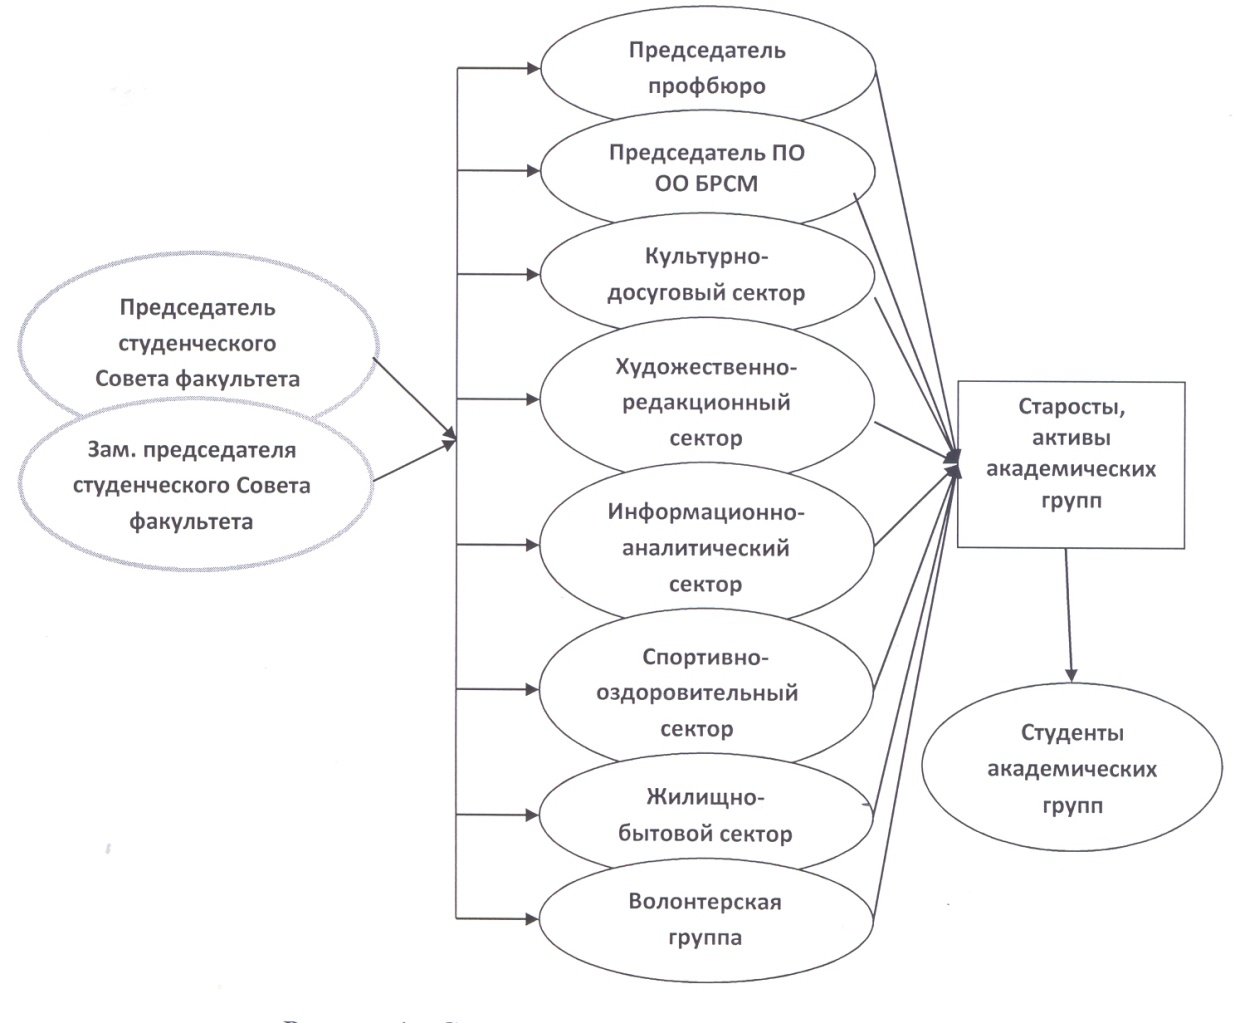 Председатель
студенческого
Совета факультета
Зам. председателя
студенческого Совета
факультета
Председатель
профбюро
Председатель ПО
ОО БРСМ
Культурно-
досуговый сектор
Художественно-
редакционный
сектор
Информационно-
аналитический
сектор
Спортивно-
оздоровительный
сектор
Жилищно-
бытовой сектор
Волонтерская
группа
Старосты,
активы
академических
групп
Студенты
академических
групп